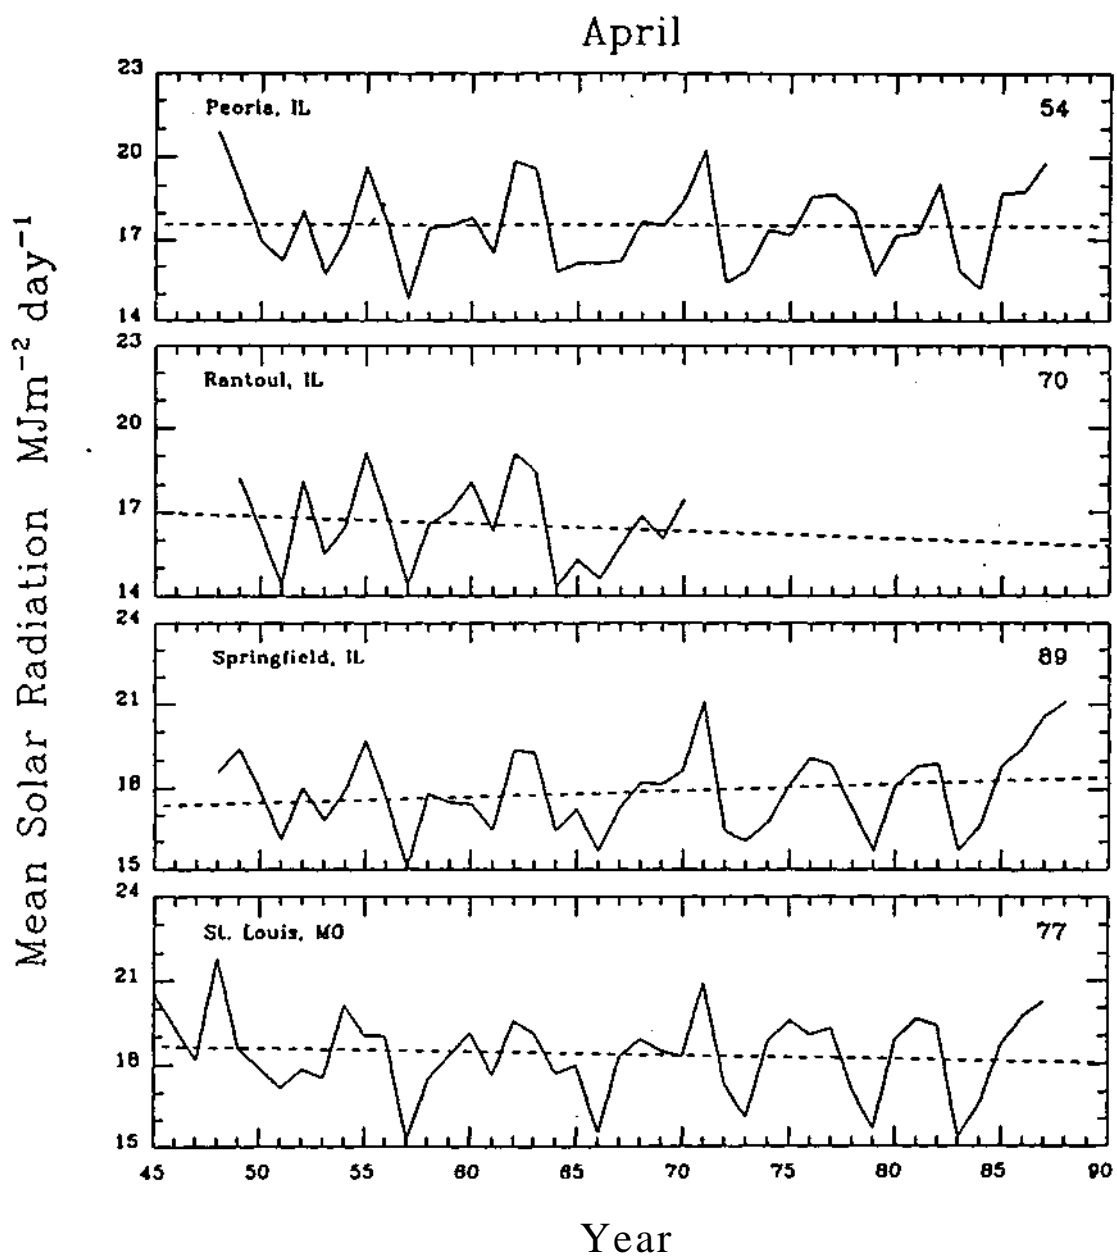 April
Mean Solar Radiation MJm⁻² day⁻¹
23
Peoria, IL 54
20
17
14
23
Rantoul, IL 70
20
17
14
24
Springfield, IL 89
21
18
15
24
St. Louis, MO 77
21
18
15
45 50 55 60 65 70 75 80 85 90
Year